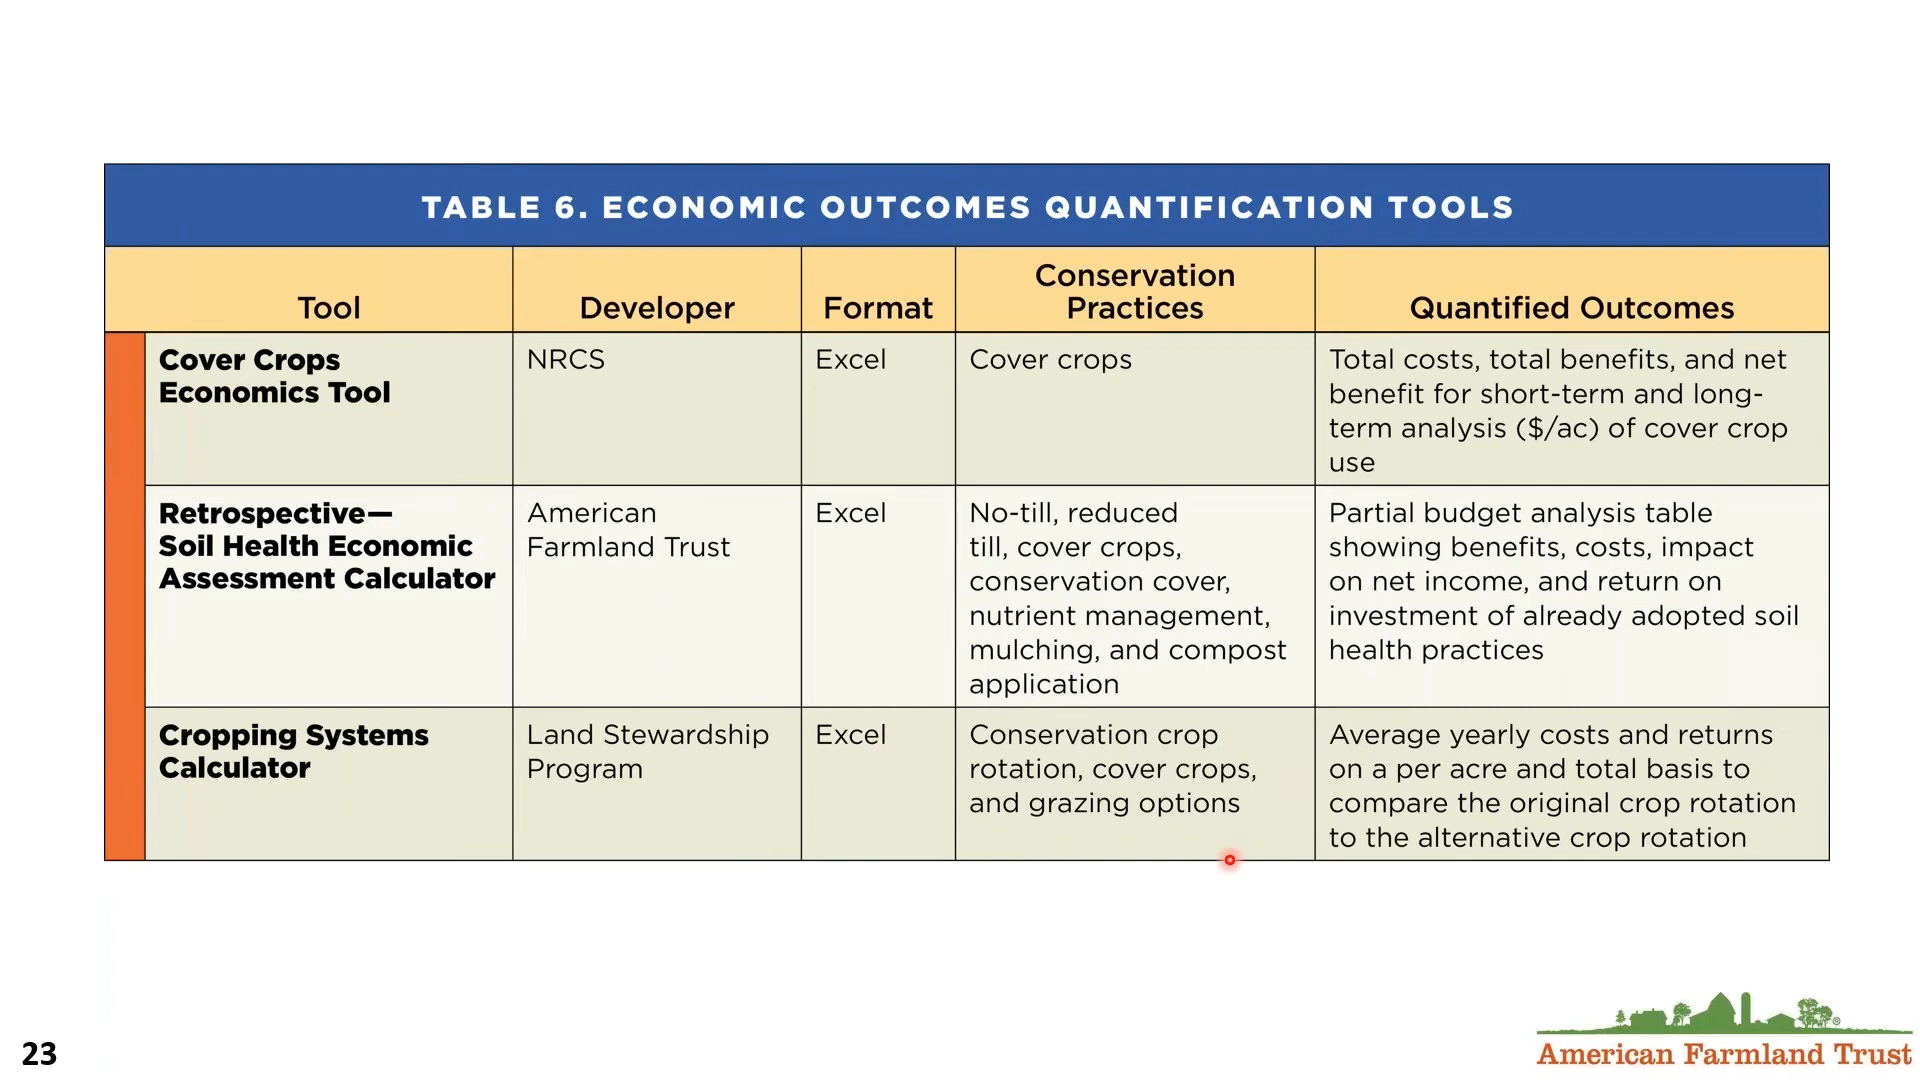 TABLE 6. ECONOMIC OUTCOMES QUANTIFICATION TOOLS
Tool
Developer
Format
Conservation
Practices
Quantified Outcomes
Cover Crops
Economics Tool
NRCS
Excel
Cover crops
Total costs, total benefits, and net
benefit for short-term and long-
term analysis ($/ac) of cover crop
use
Retrospective—
Soil Health Economic
Assessment Calculator
American
Farmland Trust
Excel
No-till, reduced
till, cover crops,
conservation cover,
nutrient management,
mulching, and compost
application
Partial budget analysis table
showing benefits, costs, impact
on net income, and return on
investment of already adopted soil
health practices
Cropping Systems
Calculator
Land Stewardship
Program
Excel
Conservation crop
rotation, cover crops,
and grazing options
Average yearly costs and returns
on a per acre and total basis to
compare the original crop rotation
to the alternative crop rotation
23
®
American Farmland Trust